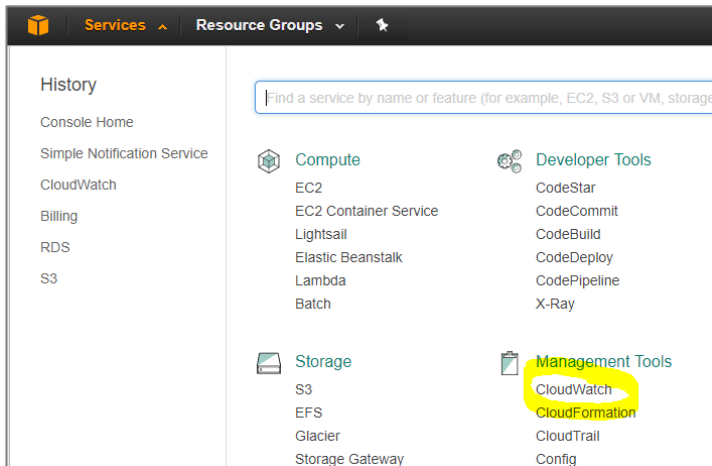 Services Resource Groups
History
Console Home
Simple Notification Service
CloudWatch
Billing
RDS
S3
Find a service by name or feature (for example, EC2, S3 or VM, storage
Compute
EC2
EC2 Container Service
Lightsail
Elastic Beanstalk
Lambda
Batch
Developer Tools
CodeStar
CodeCommit
CodeBuild
CodeDeploy
CodePipeline
X-Ray
Storage
S3
EFS
Glacier
Storage Gateway
Management Tools
CloudWatch
CloudFormation
CloudTrail
Config